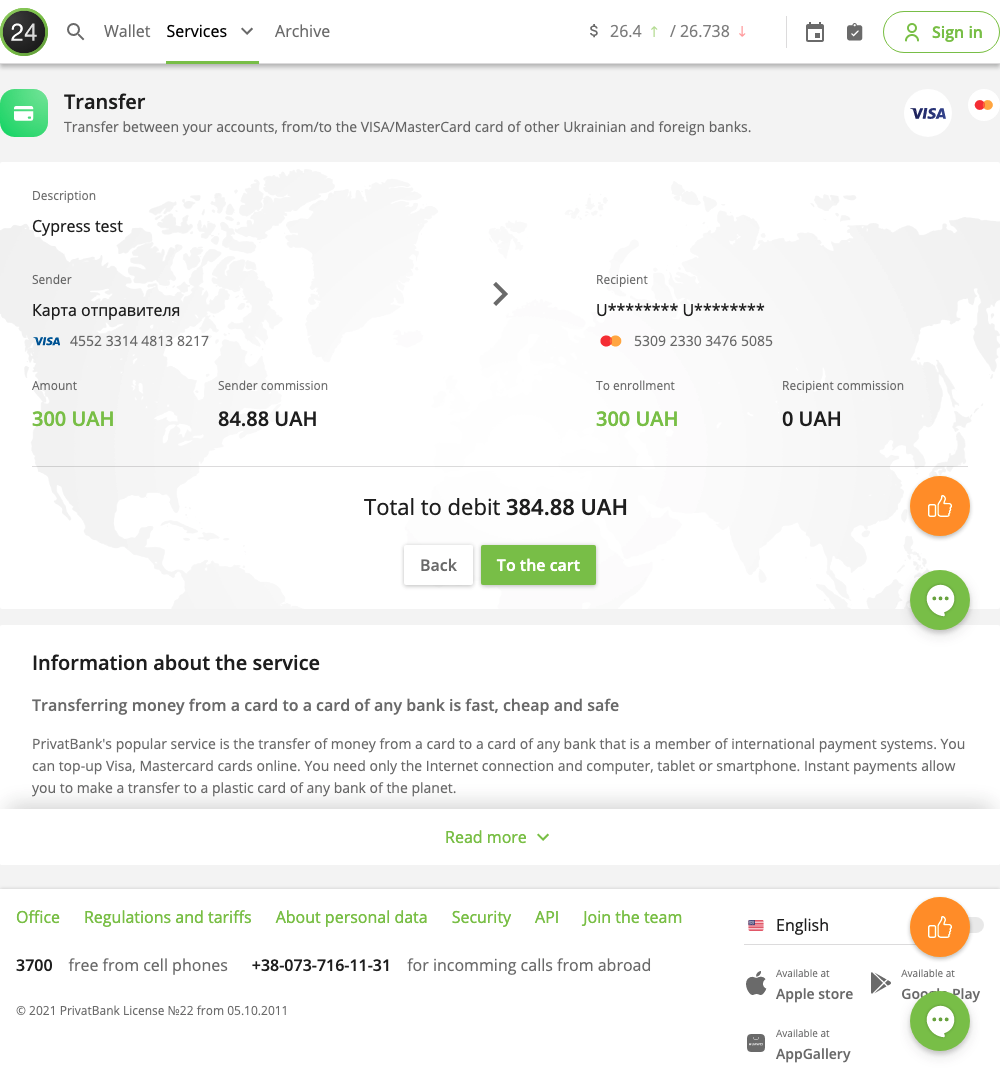 24 Wallet Services Archive $ 26.4 ↑ / 26.738 ↓ Sign in
Transfer
Transfer between your accounts, from/to the VISA/MasterCard card of other Ukrainian and foreign banks.
VISA
Description
Cypress test
Sender
Карта отправителя
VISA 4552 3314 4813 8217
Recipient
U******** U********
5309 2330 3476 5085
Amount
300 UAH
Sender commission
84.88 UAH
To enrollment
300 UAH
Recipient commission
0 UAH
Total to debit 384.88 UAH
Back To the cart
Information about the service
Transferring money from a card to a card of any bank is fast, cheap and safe
PrivatBank's popular service is the transfer of money from a card to a card of any bank that is a member of international payment systems. You
can top-up Visa, Mastercard cards online. You need only the Internet connection and computer, tablet or smartphone. Instant payments allow
you to make a transfer to a plastic card of any bank of the planet.
Read more
Office Regulations and tariffs About personal data Security API Join the team
3700 free from cell phones +38-073-716-11-31 for incomming calls from abroad
© 2021 PrivatBank License №22 from 05.10.2011
English
Available at
Apple store
Available at
Google Play
Available at
AppGallery